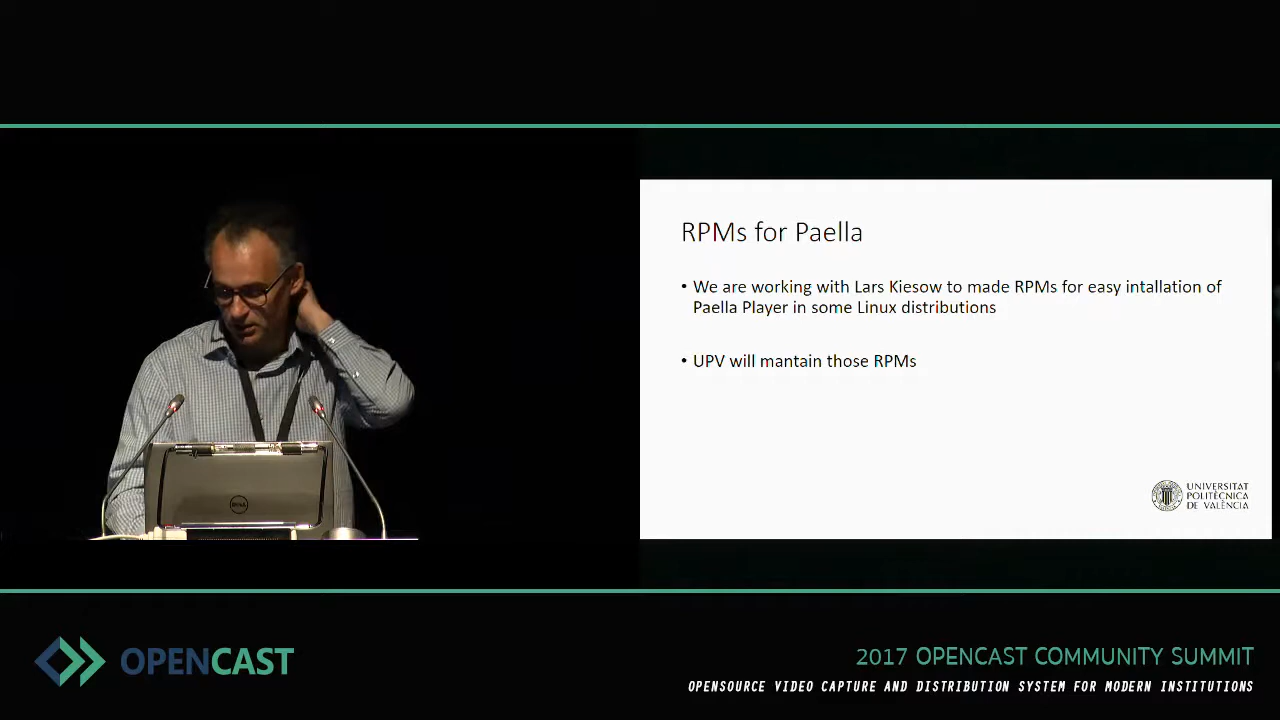 RPMs for Paella
• We are working with Lars Kiesow to made RPMs for easy intallation of
Paella Player in some Linux distributions
• UPV will mantain those RPMs
UNIVERSITAT
POLITÈCNICA
DE VALÈNCIA
DELL
OPENCAST
2017 OPENCAST COMMUNITY SUMMIT
OPENSOURCE VIDEO CAPTURE AND DISTRIBUTION SYSTEM FOR MODERN INSTITUTIONS